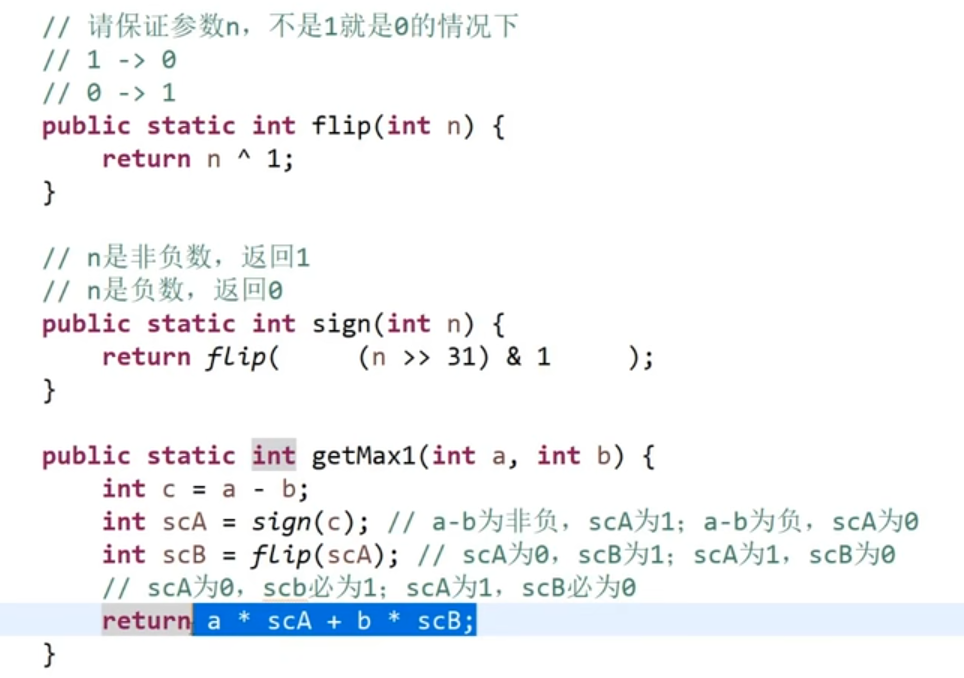 // 请保证参数n，不是1就是0的情况下
// 1 -> 0
// 0 -> 1
public static int flip(int n) {
    return n ^ 1;
}

// n是非负数，返回1
// n是负数，返回0
public static int sign(int n) {
    return flip(     (n >> 31) & 1     );
}

public static int getMax1(int a, int b) {
    int c = a - b;
    int scA = sign(c); // a-b为非负，scA为1；a-b为负，scA为0
    int scB = flip(scA); // scA为0，scB为1；scA为1，scB为0
    // scA为0，scb必为1；scA为1，scB必为0
    return a * scA + b * scB;
}